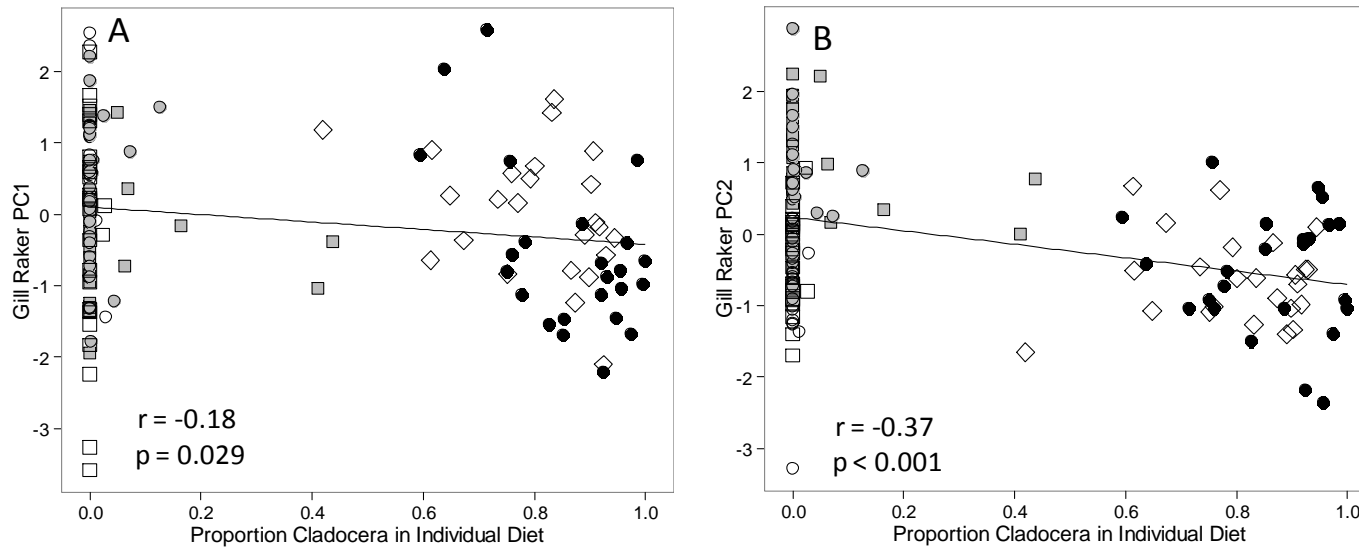 A
Gill Raker PC1
2
1
0
-1
-2
-3
r = -0.18
p = 0.029
0.0 0.2 0.4 0.6 0.8 1.0
Proportion Cladocera in Individual Diet
B
Gill Raker PC2
2
1
0
-1
-2
-3
r = -0.37
p < 0.001
0.0 0.2 0.4 0.6 0.8 1.0
Proportion Cladocera in Individual Diet